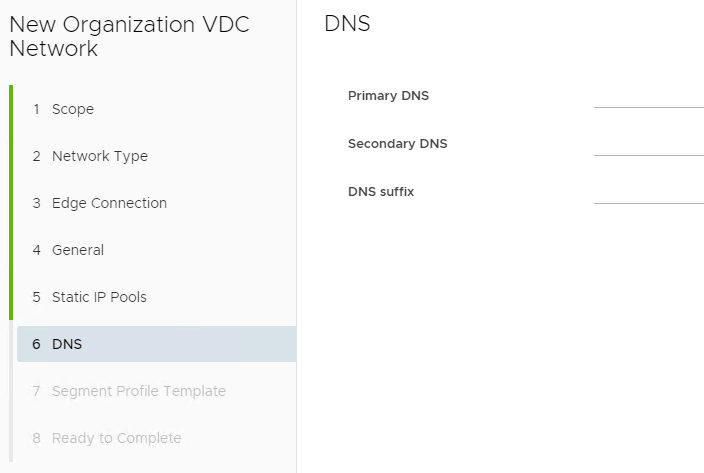 New Organization VDC
Network
1 Scope
2 Network Type
3 Edge Connection
4 General
5 Static IP Pools
6 DNS
7 Segment Profile Template
8 Ready to Complete
DNS
Primary DNS
Secondary DNS
DNS suffix